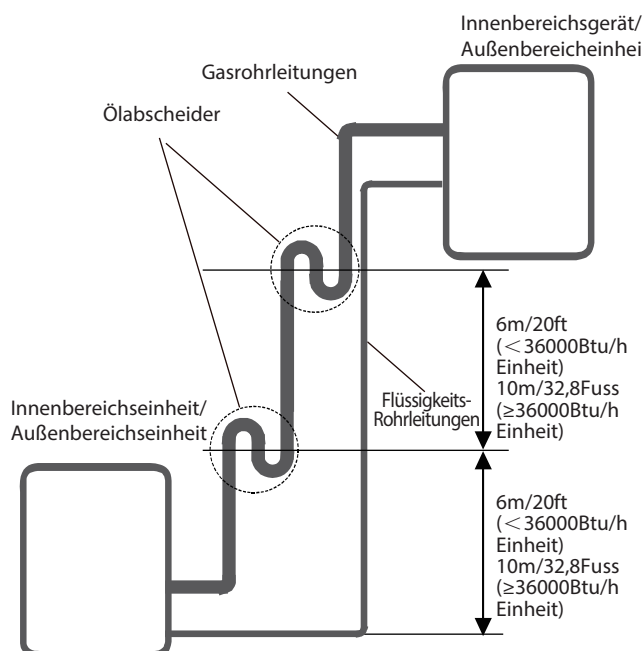 Innenbereichsgerät/
Außenbereicheinhei
Gasrohrleitungen
Ölabscheider
6m/20ft
(<36000Btu/h
Einheit)
10m/32,8Fuss
(≥36000Btu/h
Einheit)
Flüssigkeits-
Rohrleitungen
Innenbereichseinheit/
Außenbereichseinheit
6m/20ft
(<36000Btu/h
Einheit)
10m/32,8Fuss
(≥36000Btu/h
Einheit)